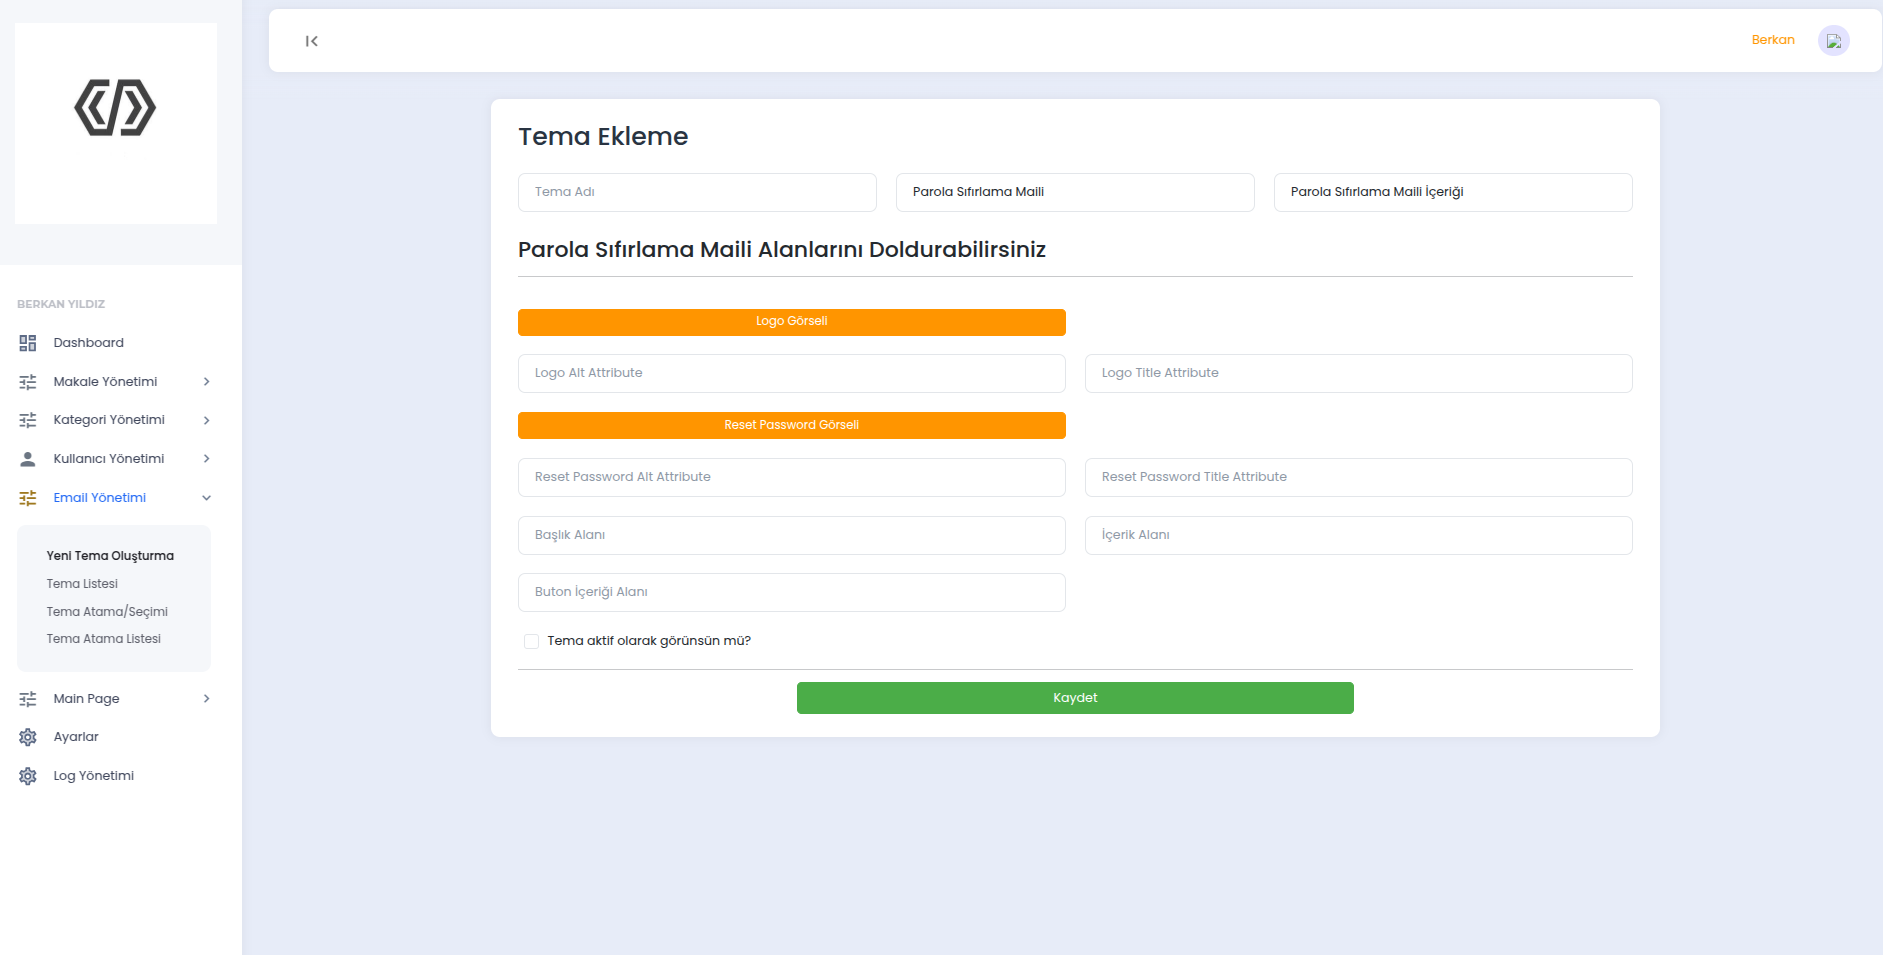 Berkan
BERKAN YILDIZ
Dashboard
Makale Yönetimi
Kategori Yönetimi
Kullanıcı Yönetimi
Email Yönetimi
Yeni Tema Oluşturma
Tema Listesi
Tema Atama/Seçimi
Tema Atama Listesi
Main Page
Ayarlar
Log Yönetimi
Tema Ekleme
Tema Adı
Parola Sıfırlama Maili
Parola Sıfırlama Maili İçeriği
Parola Sıfırlama Maili Alanlarını Doldurabilirsiniz
Logo Görseli
Logo Alt Attribute
Logo Title Attribute
Reset Password Görseli
Reset Password Alt Attribute
Reset Password Title Attribute
Başlık Alanı
İçerik Alanı
Buton İçeriği Alanı
Tema aktif olarak görünsün mü?
Kaydet